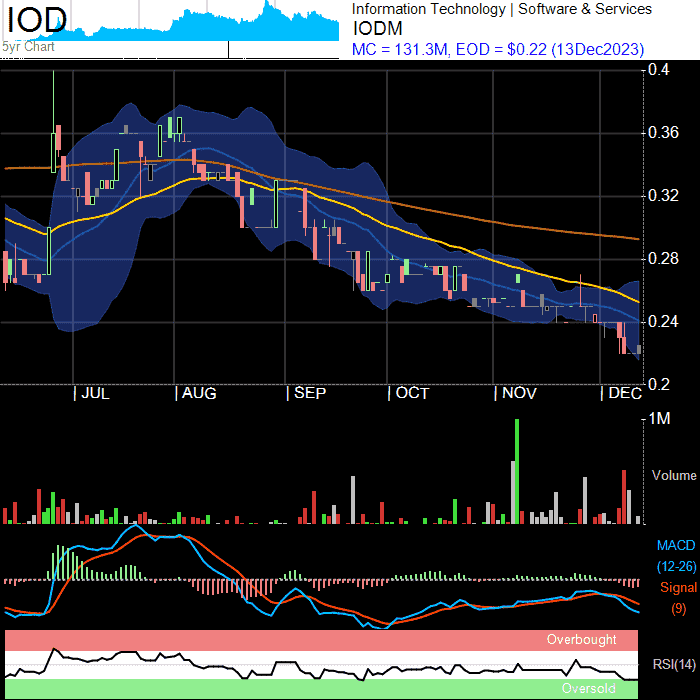 IOD
5yr Chart
Information Technology | Software & Services
IODM
MC = 131.3M, EOD = $0.22 (13Dec2023)
0.4
0.36
0.32
0.28
0.24
0.2
| JUL | AUG | SEP | OCT | NOV | DEC
1M
Volume
MACD
(12-26)
Signal
(9)
Overbought
RSI(14)
Oversold